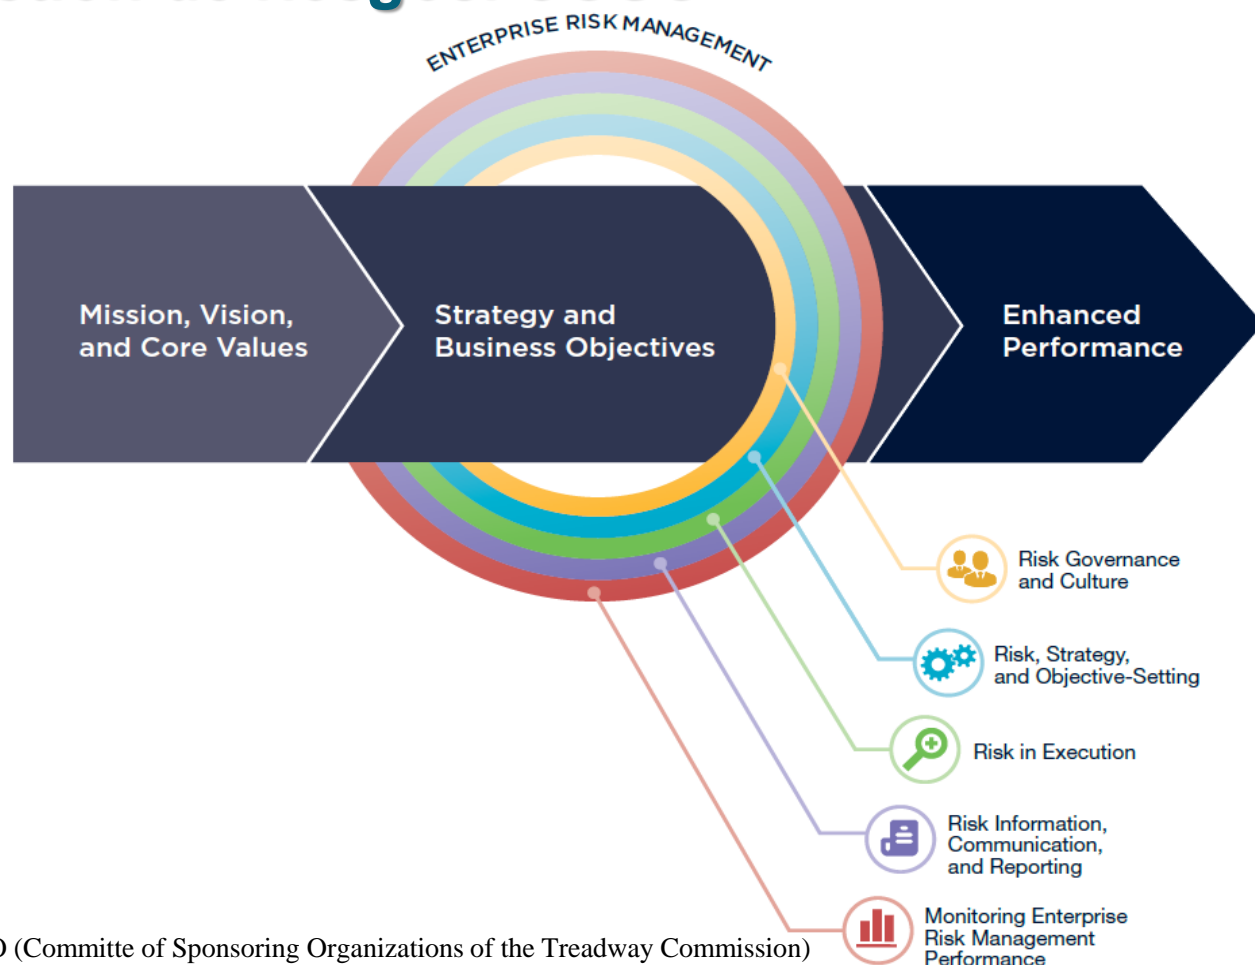 ENTERPRISE RISK MANAGEMENT
Mission, Vision,
and Core Values
Strategy and
Business Objectives
Enhanced
Performance
Risk Governance
and Culture
Risk, Strategy,
and Objective-Setting
Risk in Execution
Risk Information,
Communication,
and Reporting
Monitoring Enterprise
Risk Management
Performance
(Committe of Sponsoring Organizations of the Treadway Commission)